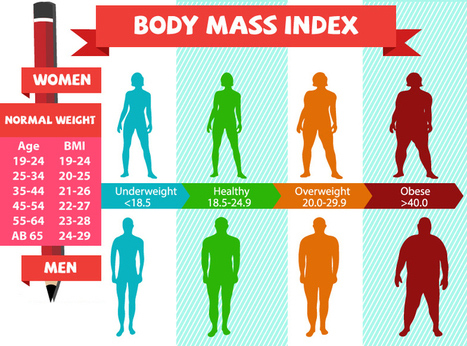 BODY MASS INDEX
WOMEN
NORMAL WEIGHT
Age BMI
19-24 19-24
25-34 20-25
35-44 21-26
45-54 22-27
55-64 23-28
AB 65 24-29
MEN
Underweight
<18.5
Healthy
18.5-24.9
Overweight
20.0-29.9
Obese
>40.0